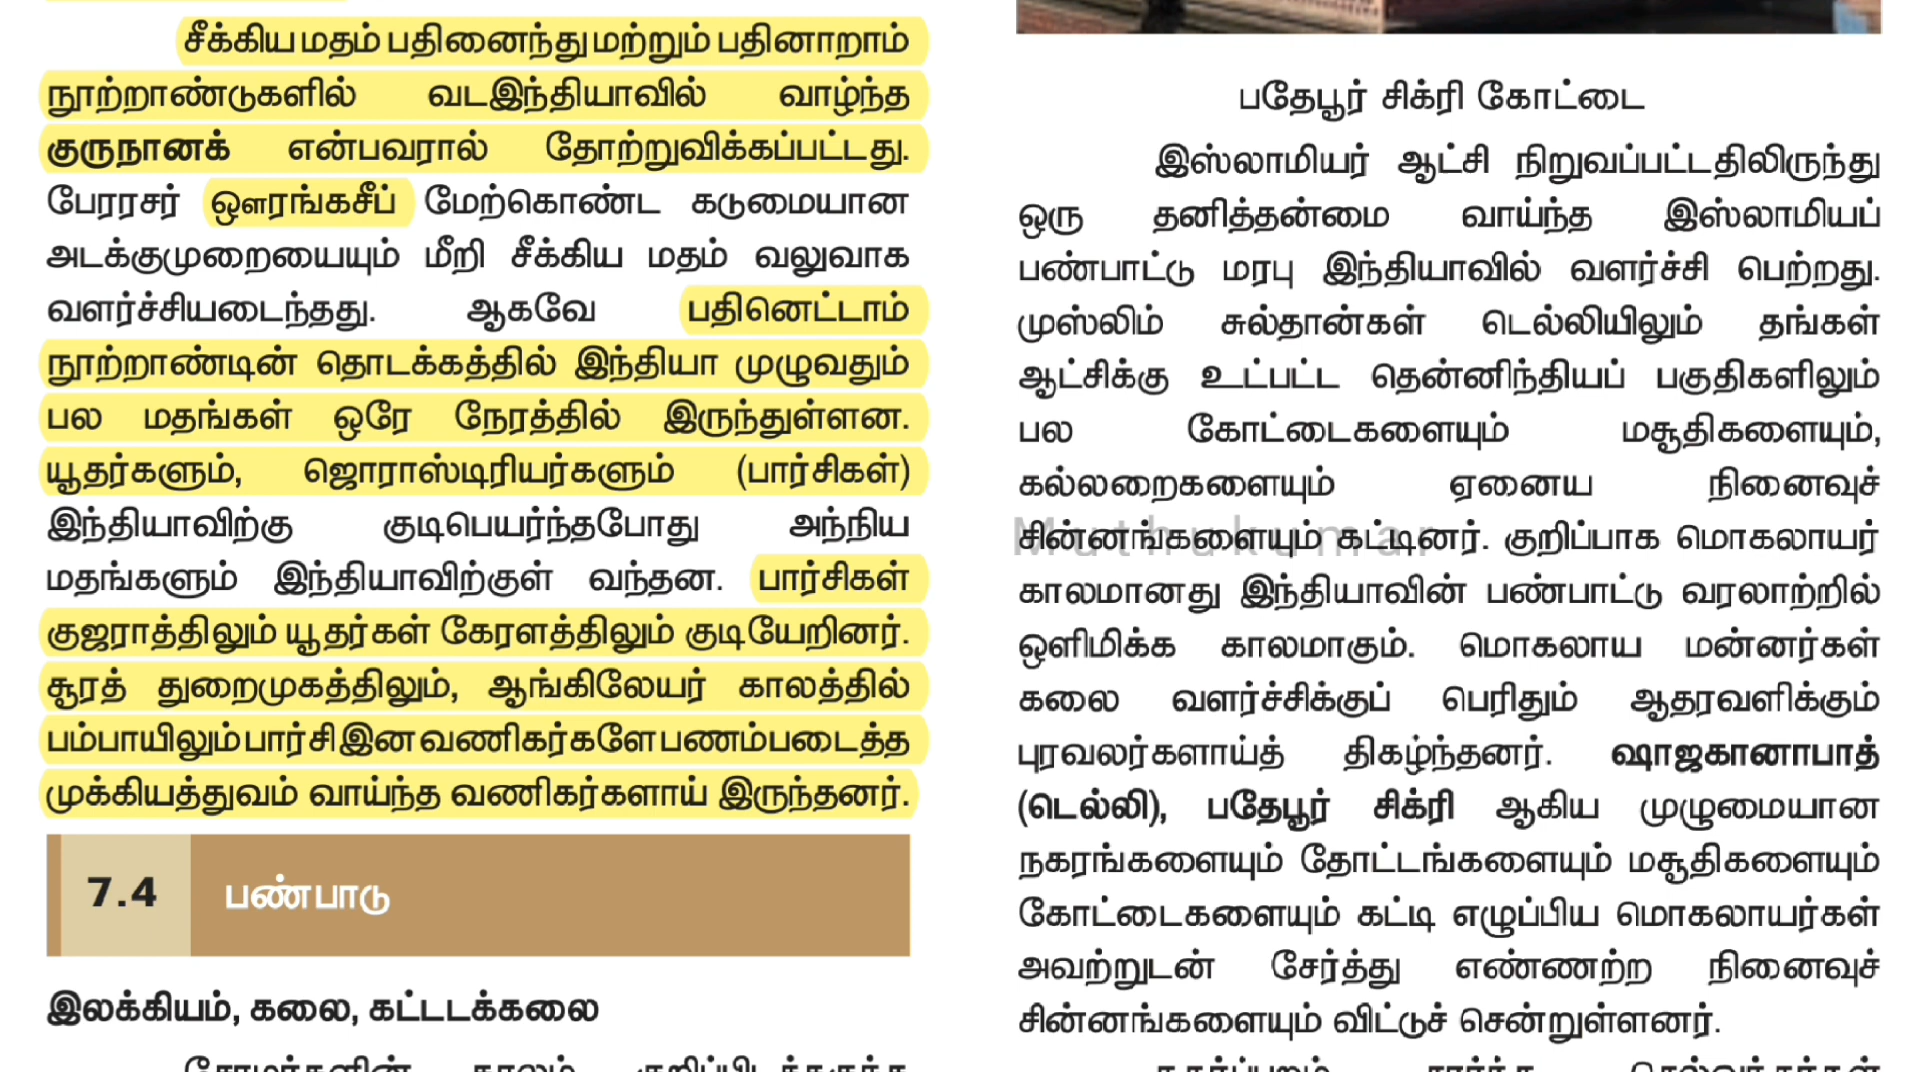 சீக்கிய மதம் பதினைந்து மற்றும் பதினாறாம்
நூற்றாண்டுகளில் வடஇந்தியாவில் வாழ்ந்த
குருநானக் என்பவரால் தோற்றுவிக்கப்பட்டது.
பேரரசர் ஔரங்கசீப் மேற்கொண்ட கடுமையான
அடக்குமுறையையும் மீறி சீக்கிய மதம் வலுவாக
வளர்ச்சியடைந்தது. ஆகவே பதினெட்டாம்
நூற்றாண்டின் தொடக்கத்தில் இந்தியா முழுவதும்
பல மதங்கள் ஒரே நேரத்தில் இருந்துள்ளன.
யூதர்களும், ஜொராஸ்டிரியர்களும் (பார்சிகள்)
இந்தியாவிற்கு குடிபெயர்ந்தபோது அந்நிய
மதங்களும் இந்தியாவிற்குள் வந்தன. பார்சிகள்
குஜராத்திலும் யூதர்கள் கேரளத்திலும் குடியேறினர்.
சூரத் துறைமுகத்திலும், ஆங்கிலேயர் காலத்தில்
பம்பாயிலும் பார்சி இன வணிகர்களே பணம்படைத்த
முக்கியத்துவம் வாய்ந்த வணிகர்களாய் இருந்தனர்.
7.4 பண்பாடு
இலக்கியம், கலை, கட்டடக்கலை
பதேபூர் சிக்ரி கோட்டை
இஸ்லாமியர் ஆட்சி நிறுவப்பட்டதிலிருந்து
ஒரு தனித்தன்மை வாய்ந்த இஸ்லாமியப்
பண்பாட்டு மரபு இந்தியாவில் வளர்ச்சி பெற்றது.
முஸ்லிம் சுல்தான்கள் டெல்லியிலும் தங்கள்
ஆட்சிக்கு உட்பட்ட தென்னிந்தியப் பகுதிகளிலும்
பல கோட்டைகளையும் மசூதிகளையும்,
கல்லறைகளையும் ஏனைய நினைவுச்
சின்னங்களையும் கட்டினர். குறிப்பாக மொகலாயர்
Muthukumar
காலமானது இந்தியாவின் பண்பாட்டு வரலாற்றில்
ஒளிமிக்க காலமாகும். மொகலாய மன்னர்கள்
கலை வளர்ச்சிக்குப் பெரிதும் ஆதரவளிக்கும்
புரவலர்களாய்த் திகழ்ந்தனர். ஷாஜகானாபாத்
(டெல்லி), பதேபூர் சிக்ரி ஆகிய முழுமையான
நகரங்களையும் தோட்டங்களையும் மசூதிகளையும்
கோட்டைகளையும் கட்டி எழுப்பிய மொகலாயர்கள்
அவற்றுடன் சேர்த்து எண்ணற்ற நினைவுச்
சின்னங்களையும் விட்டுச் சென்றுள்ளனர்.